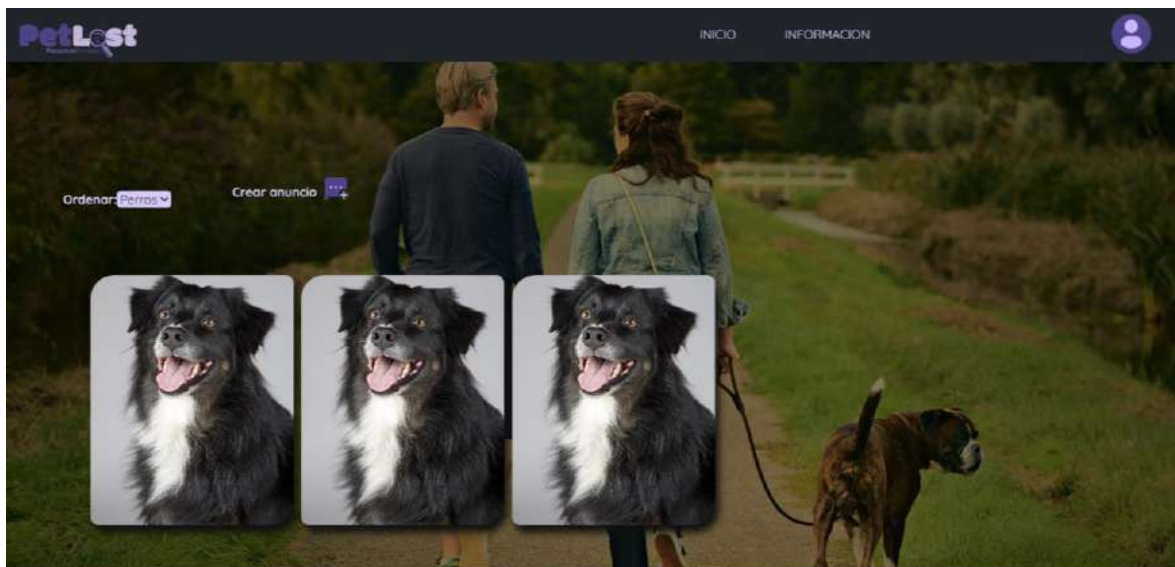 PetLost
INICIO
INFORMACION
Ordenar: Perros
Crear anuncio